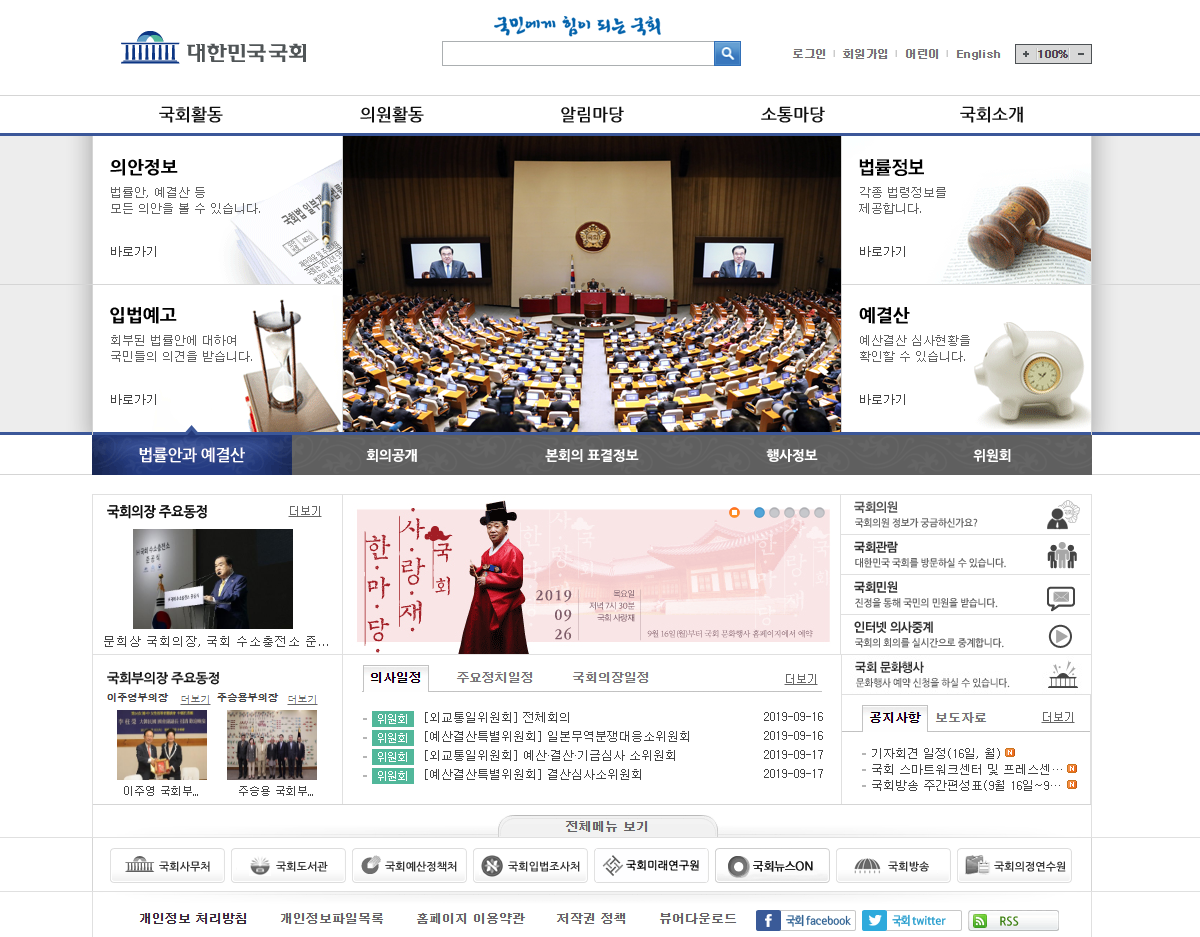 국민에게 힘이 되는 국회
대한민국국회
로그인 회원가입 어린이 English + 100% −
국회활동 의원활동 알림마당 소통마당 국회소개
의안정보
법률안, 예결산 등
모든 의안을 볼 수 있습니다.
바로가기
입법예고
회부된 법률안에 대하여
국민들의 의견을 받습니다.
바로가기
법률정보
각종 법령정보를
제공합니다.
바로가기
예결산
예산결산 심사현황을
확인할 수 있습니다.
바로가기
법률안과 예결산 회의공개 본회의 표결정보 행사정보 위원회
국회의장 주요동정 더보기
문희상 국회의장, 국회 수소충전소 준...
국회부의장 주요동정
이주영부의장 더보기 주승용부의장 더보기
이주영 국회부... 주승용 국회부...
국회
사랑재
한마당
2019
09
26
목요일
저녁 7시 30분
국회 사랑재
9월 16일(월)부터 국회 문화행사 홈페이지에서 예약
의사일정 주요정치일정 국회의장일정 더보기
- 위원회 [외교통일위원회] 전체회의 2019-09-16
- 위원회 [예산결산특별위원회] 일본무역분쟁대응소위원회 2019-09-16
- 위원회 [외교통일위원회] 예산·결산·기금심사 소위원회 2019-09-17
- 위원회 [예산결산특별위원회] 결산심사소위원회 2019-09-17
국회의원
국회의원 정보가 궁금하신가요?
국회관람
대한민국 국회를 방문하실 수 있습니다.
국회민원
진정을 통해 국민의 민원을 받습니다.
인터넷 의사중계
국회의 회의를 실시간으로 중계합니다.
국회 문화행사
문화행사 예약 신청을 하실 수 있습니다.
공지사항 보도자료 더보기
- 기자회견 일정(16일, 월) N
- 국회 스마트워크센터 및 프레스센… N
- 국회방송 주간편성표(9월 16일~9… N
전체메뉴 보기
국회사무처 국회도서관 국회예산정책처 국회입법조사처 국회미래연구원 국회뉴스ON 국회방송 국회의정연수원
개인정보 처리방침 개인정보파일목록 홈페이지 이용약관 저작권 정책 뷰어다운로드 국회 facebook 국회 twitter RSS